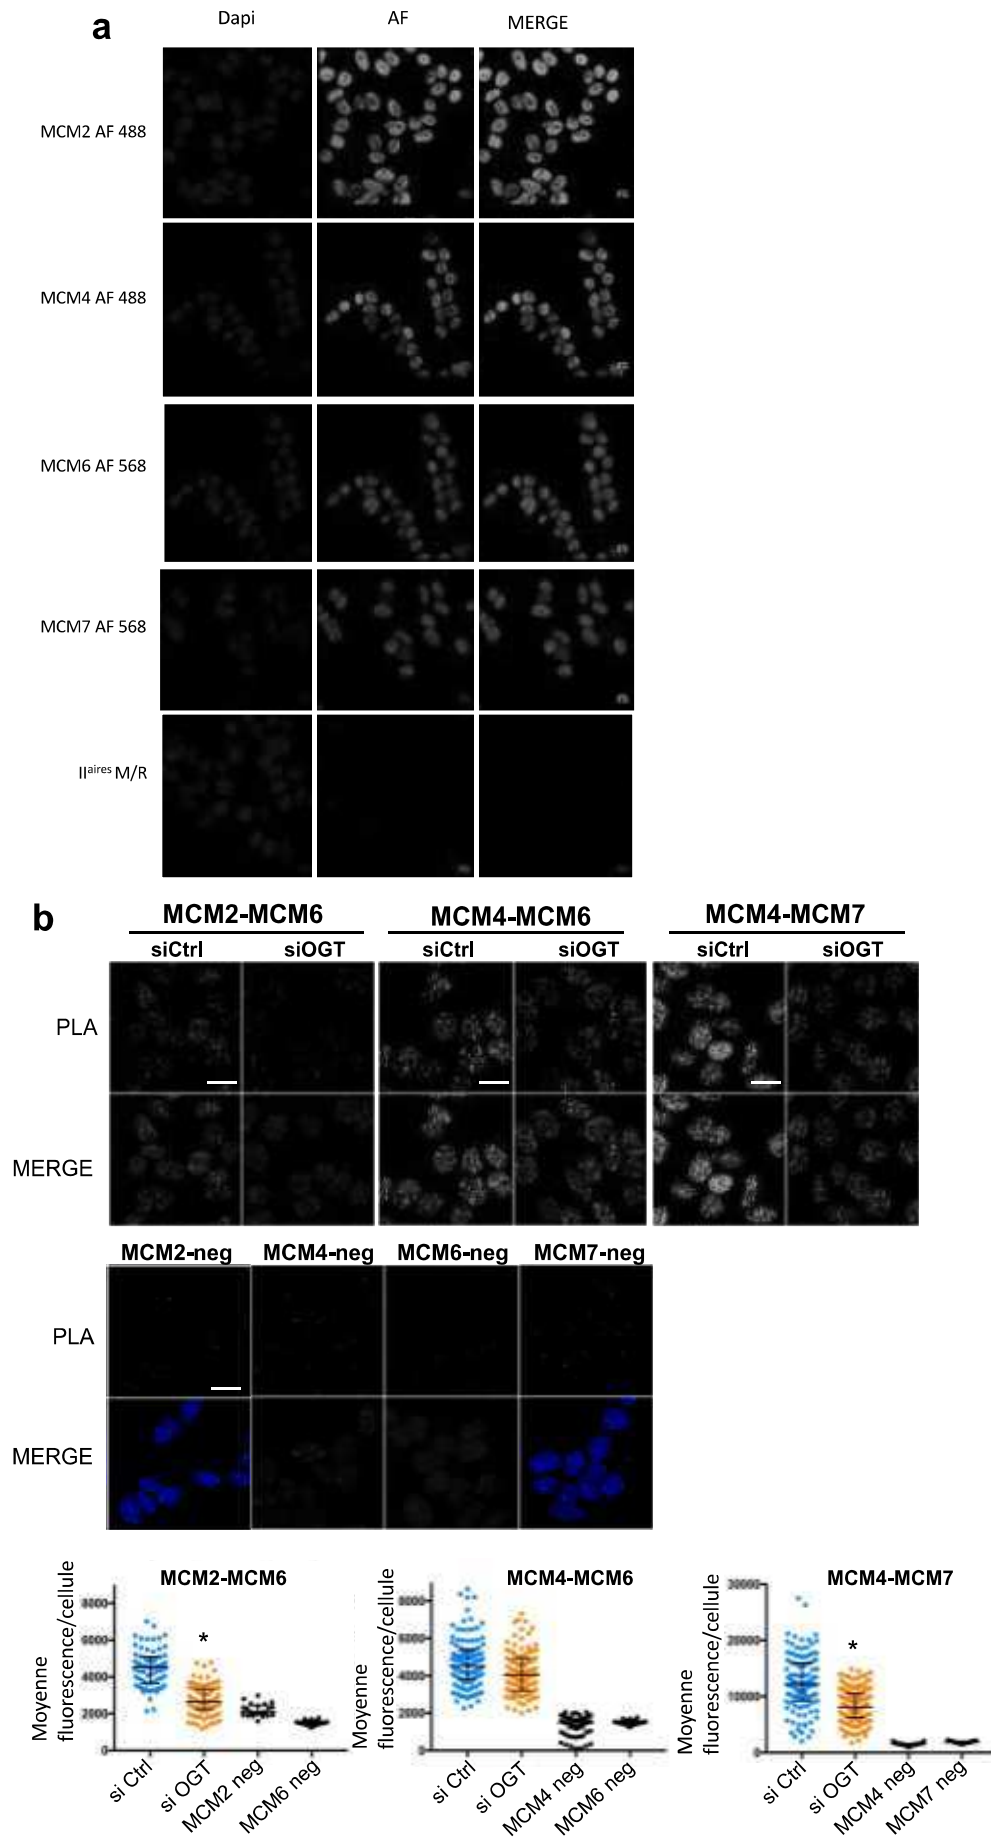 a
Dapi AF MERGE
MCM2 AF 488
MCM4 AF 488
MCM6 AF 568
MCM7 AF 568
IIaires M/R
b
MCM2-MCM6 MCM4-MCM6 MCM4-MCM7
siCtrl siOGT siCtrl siOGT siCtrl siOGT
PLA
MERGE
MCM2-neg MCM4-neg MCM6-neg MCM7-neg
PLA
MERGE
MCM2-MCM6
Moyenne
fluorescence/cellule
8000
6000
*
4000
2000
0
si Ctrl
si OGT
MCM2 neg
MCM6 neg
MCM4-MCM6
Moyenne
fluorescence/cellule
8000
6000
4000
2000
0
si Ctrl
si OGT
MCM4 neg
MCM6 neg
MCM4-MCM7
Moyenne
fluorescence/cellule
30000
20000
*
10000
0
si Ctrl
si OGT
MCM4 neg
MCM7 neg